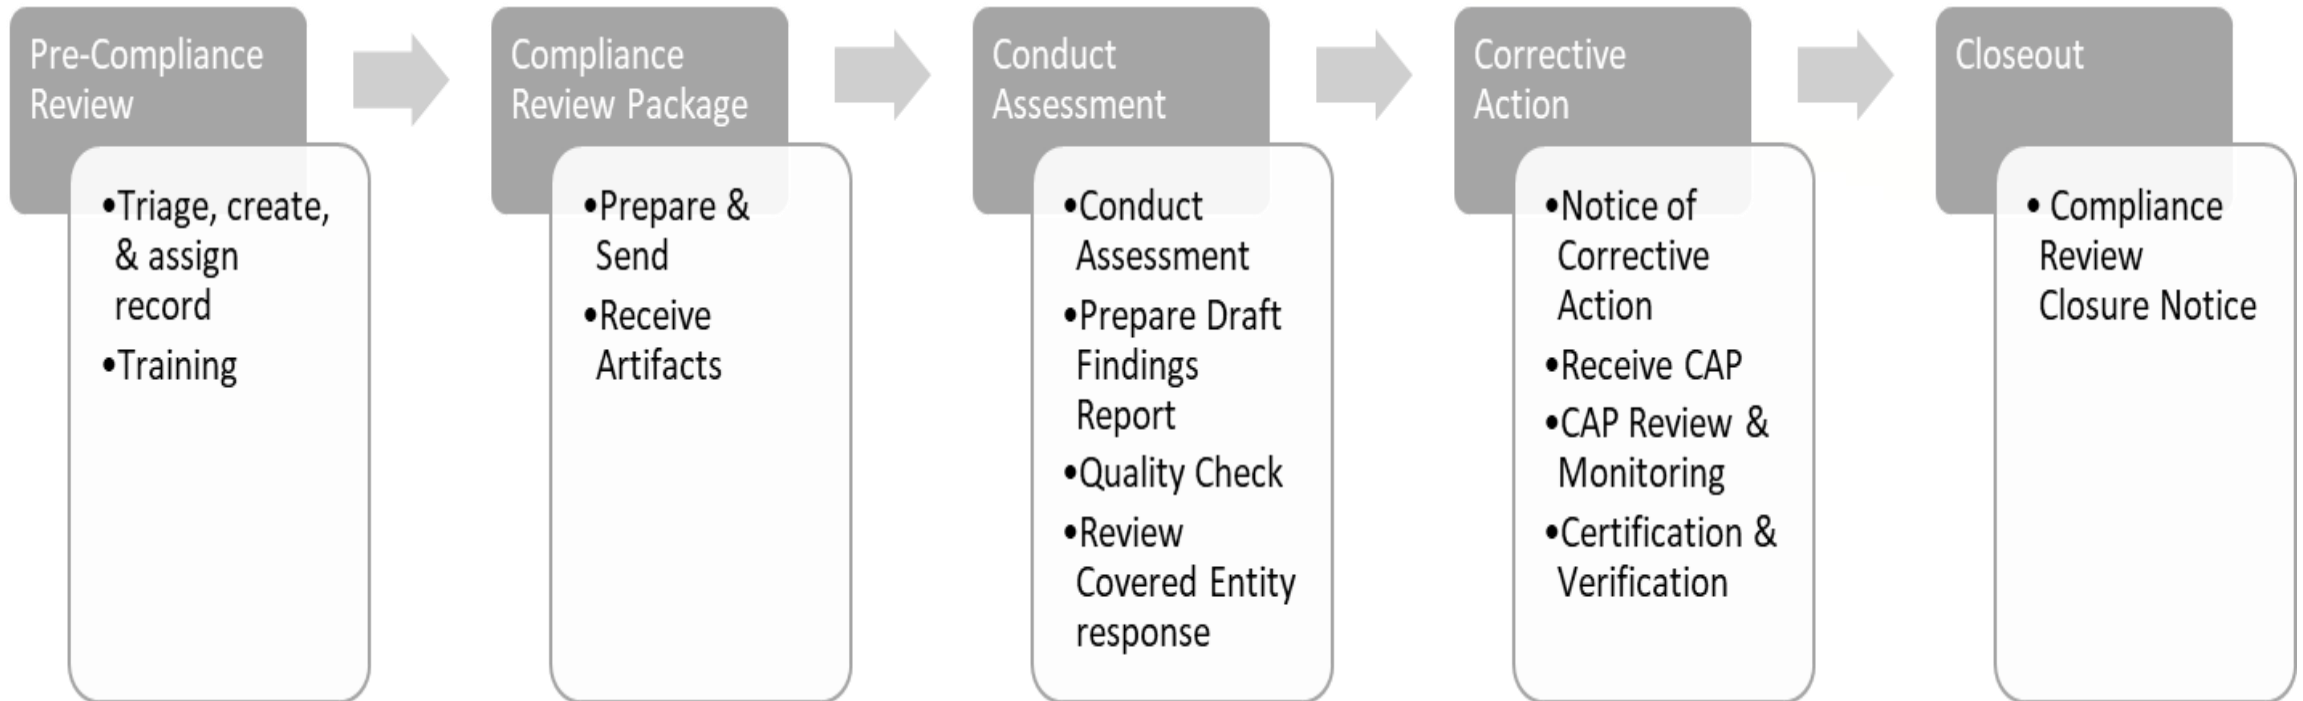 Pre-Compliance
Review
•Triage, create,
& assign
record
•Training
Compliance
Review Package
•Prepare &
Send
•Receive
Artifacts
Conduct
Assessment
•Conduct
Assessment
•Prepare Draft
Findings
Report
•Quality Check
•Review
Covered Entity
response
Corrective
Action
•Notice of
Corrective
Action
•Receive CAP
•CAP Review &
Monitoring
•Certification &
Verification
Closeout
• Compliance
Review
Closure Notice